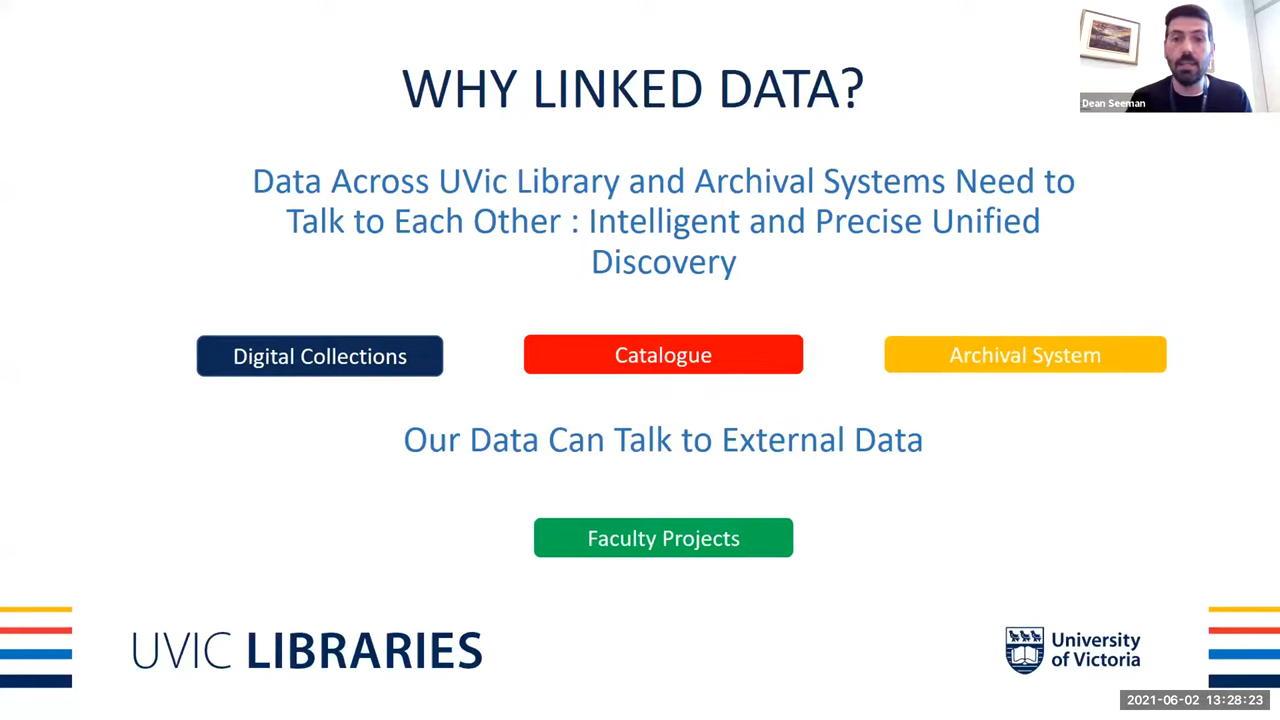 WHY LINKED DATA?
Dean Seeman
Data Across UVic Library and Archival Systems Need to
Talk to Each Other : Intelligent and Precise Unified
Discovery
Digital Collections
Catalogue
Archival System
Our Data Can Talk to External Data
Faculty Projects
UVIC LIBRARIES
University
of Victoria
2021-06-02 13:28:23